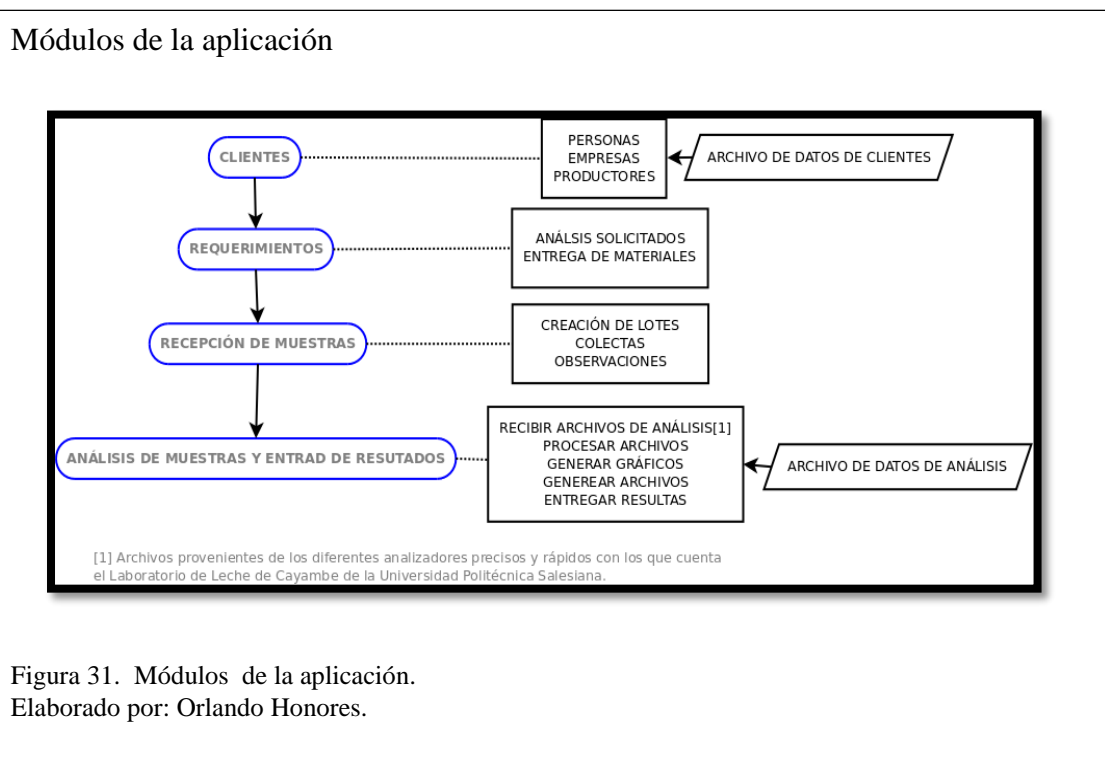 Módulos de la aplicación
CLIENTES
PERSONAS
EMPRESAS
PRODUCTORES
ARCHIVO DE DATOS DE CLIENTES
REQUERIMIENTOS
ANÁLSIS SOLICITADOS
ENTREGA DE MATERIALES
RECEPCIÓN DE MUESTRAS
CREACIÓN DE LOTES
COLECTAS
OBSERVACIONES
ANÁLISIS DE MUESTRAS Y ENTRAD DE RESUTADOS
RECIBIR ARCHIVOS DE ANÁLISIS[1]
PROCESAR ARCHIVOS
GENERAR GRÁFICOS
GENEREAR ARCHIVOS
ENTREGAR RESULTAS
ARCHIVO DE DATOS DE ANÁLISIS
[1] Archivos provenientes de los diferentes analizadores precisos y rápidos con los que cuenta
el Laboratorio de Leche de Cayambe de la Universidad Politécnica Salesiana.
Figura 31. Módulos de la aplicación.
Elaborado por: Orlando Honores.